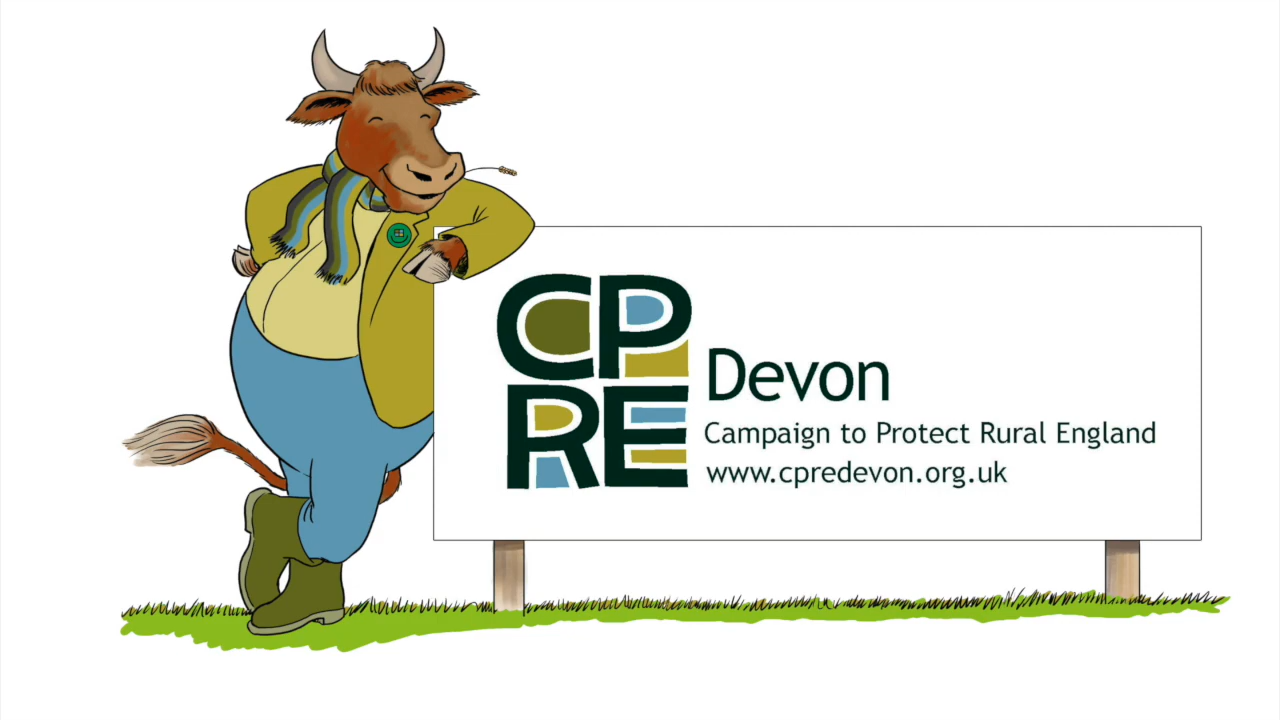 CP
RE
Devon
Campaign to Protect Rural England
www.cpredevon.org.uk